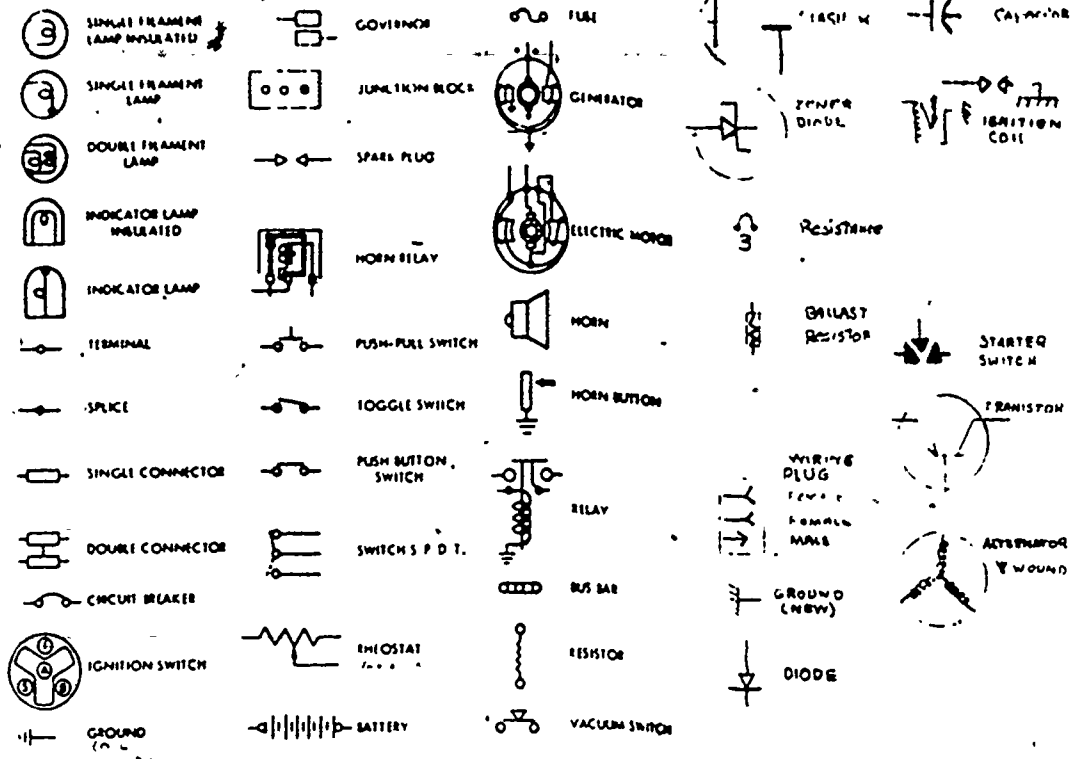 SINGLE FILAMENT
LAMP INSULATED
SINGLE FILAMENT
LAMP
DOUBLE FILAMENT
LAMP
INDICATOR LAMP
INSULATED
INDICATOR LAMP
TERMINAL
SPLICE
SINGLE CONNECTOR
DOUBLE CONNECTOR
CIRCUIT BREAKER
L
A
S
B
IGNITION SWITCH
GROUND
GOVERNOR
JUNCTION BLOCK
SPARK PLUG
HORN RELAY
PUSH-PULL SWITCH
TOGGLE SWITCH
PUSH BUTTON
SWITCH
SWITCH S. P. D. T.
RHEOSTAT
BATTERY
FUSE
GENERATOR
ELECTRIC MOTOR
HORN
HORN BUTTON
RELAY
BUS BAR
RESISTOR
VACUUM SWITCH
ZENER
DIODE
Resistance
BALLAST
RESISTOR
WIRING
PLUG
FEMALE
MALE
GROUND
(NEW)
DIODE
CAPACITOR
IGNITION
COIL
STARTER
SWITCH
TRANISTOR
ALTERNATOR
Y WOUND